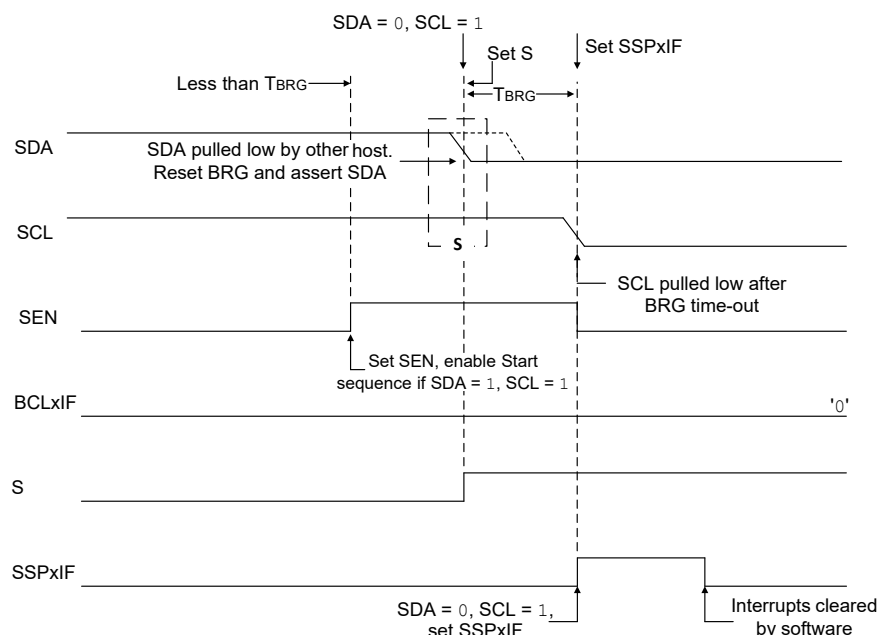 SDA = 0, SCL = 1
Set S
Set SSPxIF
Less than TBRG
TBRG
SDA
SDA pulled low by other host.
Reset BRG and assert SDA
SCL
S
SCL pulled low after
BRG time-out
SEN
Set SEN, enable Start
sequence if SDA = 1, SCL = 1
BCLxIF
'0'
S
SSPxIF
SDA = 0, SCL = 1,
set SSPxIF
Interrupts cleared
by software